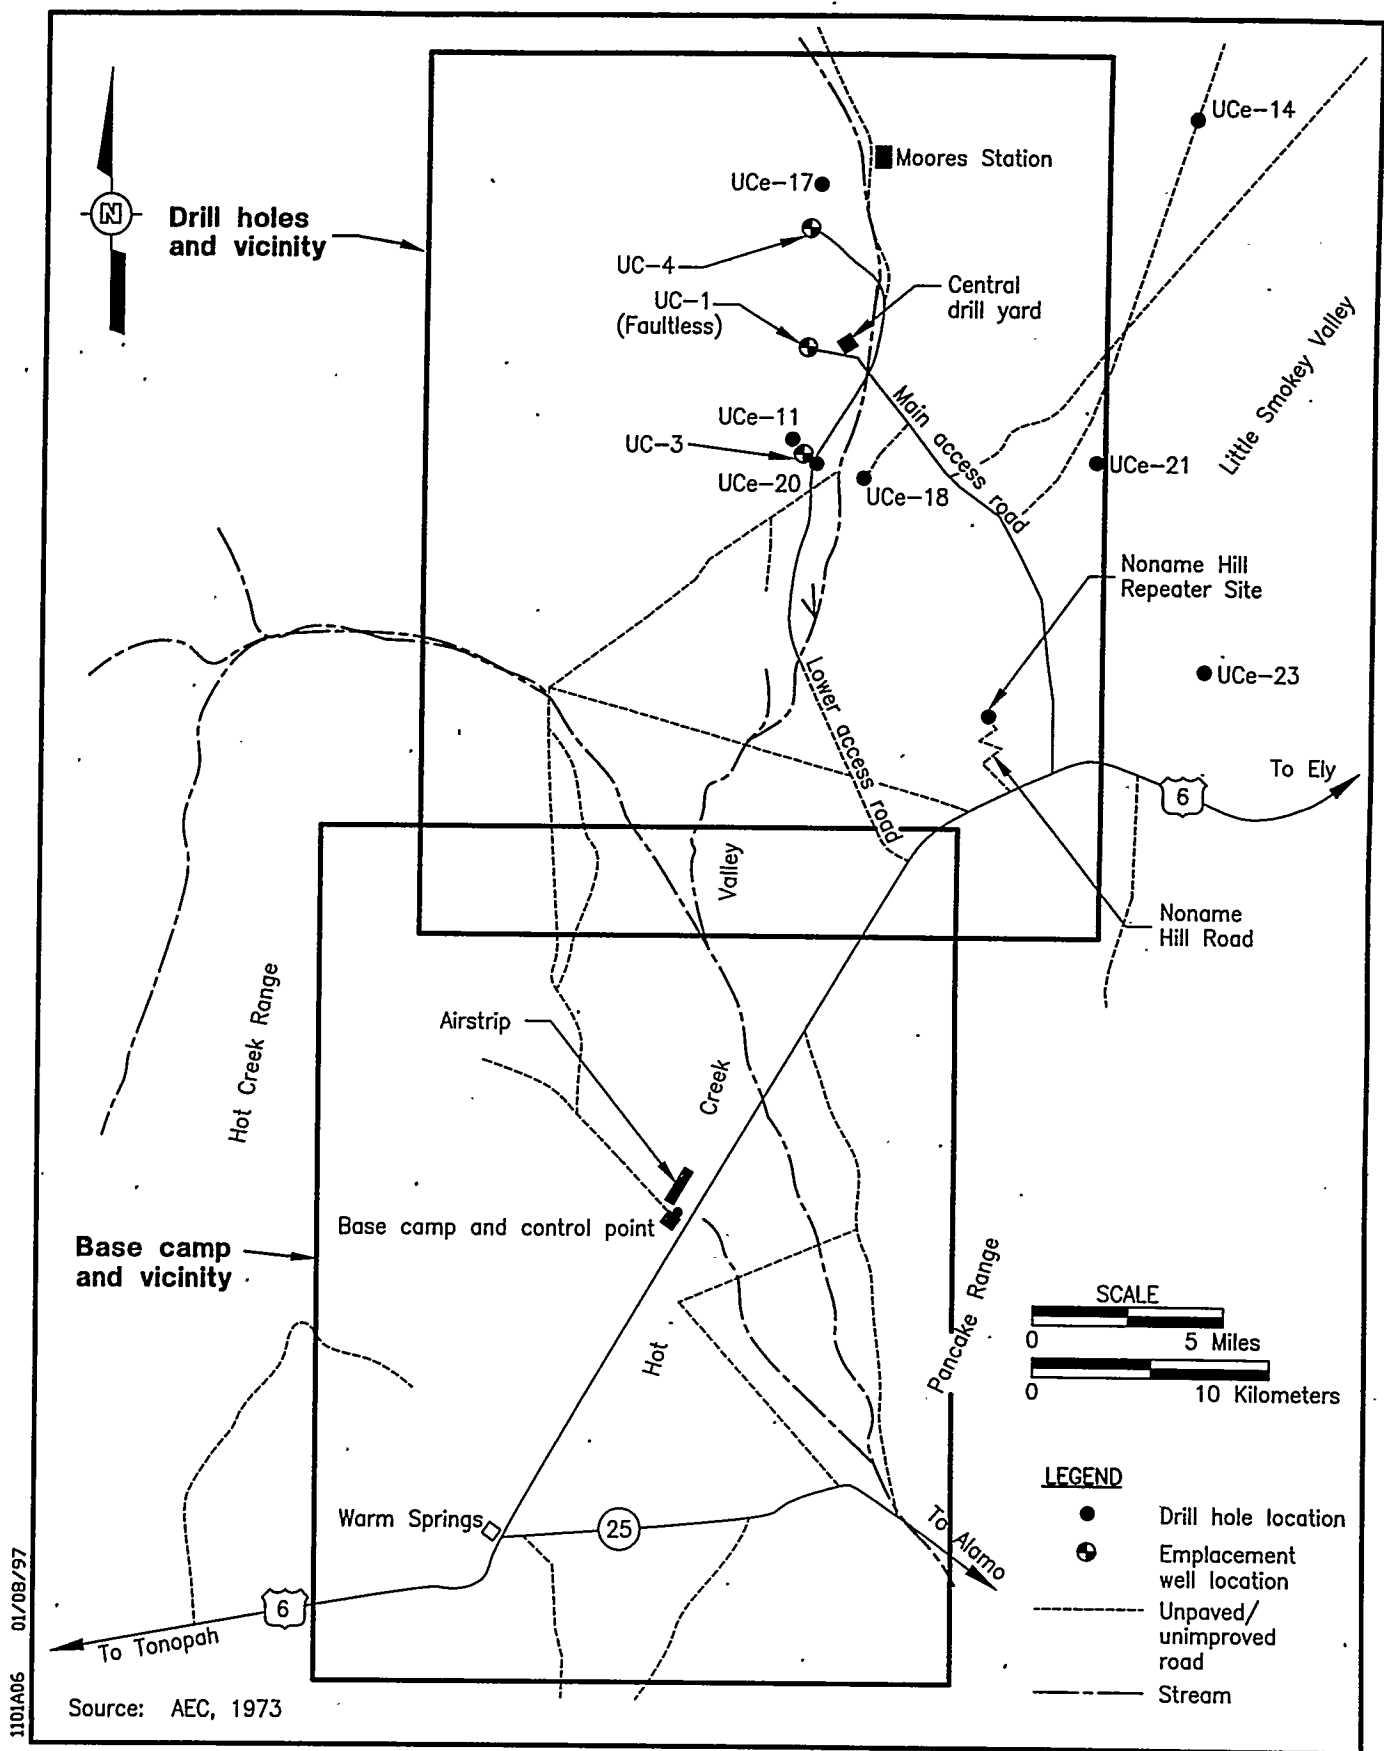 UCe-14
Moores Station
UCe-17
N
Drill holes
and vicinity
UC-4
Central
drill yard
UC-1
(Faultless)
Little Smokey Valley
Main access road
UCe-11
UC-3
UCe-20
UCe-18
UCe-21
Noname Hill
Repeater Site
Lower access road
UCe-23
To Ely
6
Valley
Noname
Hill Road
Hot Creek Range
Airstrip
Creek
Base camp and control point
Base camp
and vicinity
Pancake Range
Hot
SCALE
0 5 Miles
0 10 Kilometers
LEGEND
Drill hole location
Emplacement
well location
Unpaved/
unimproved
road
Stream
Warm Springs
25
To Alamo
6
To Tonopah
Source: AEC, 1973
1101A06 01/08/97